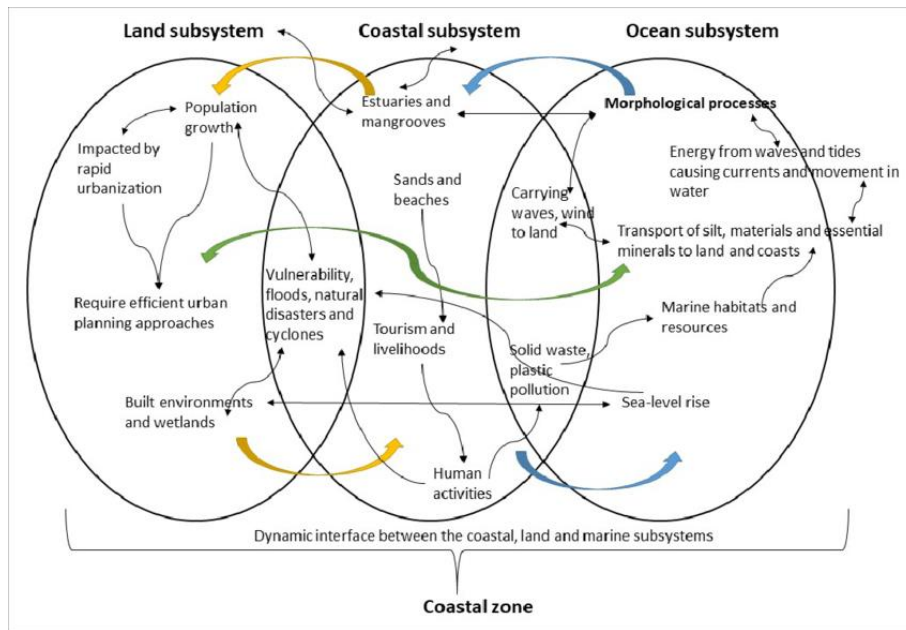 Land subsystem
Coastal subsystem
Ocean subsystem
Population
growth
Impacted by
rapid
urbanization
Require efficient urban
planning approaches
Built environments
and wetlands
Vulnerability,
floods, natural
disasters and
cyclones
Estuaries and
mangrooves
Sands and
beaches
Tourism and
livelihoods
Human
activities
Carrying
waves, wind
to land
Solid waste,
plastic
pollution
Morphological processes
Energy from waves and tides
causing currents and movement in
water
Transport of silt, materials and essential
minerals to land and coasts
Marine habitats and
resources
Sea-level rise
Dynamic interface between the coastal, land and marine subsystems
Coastal zone